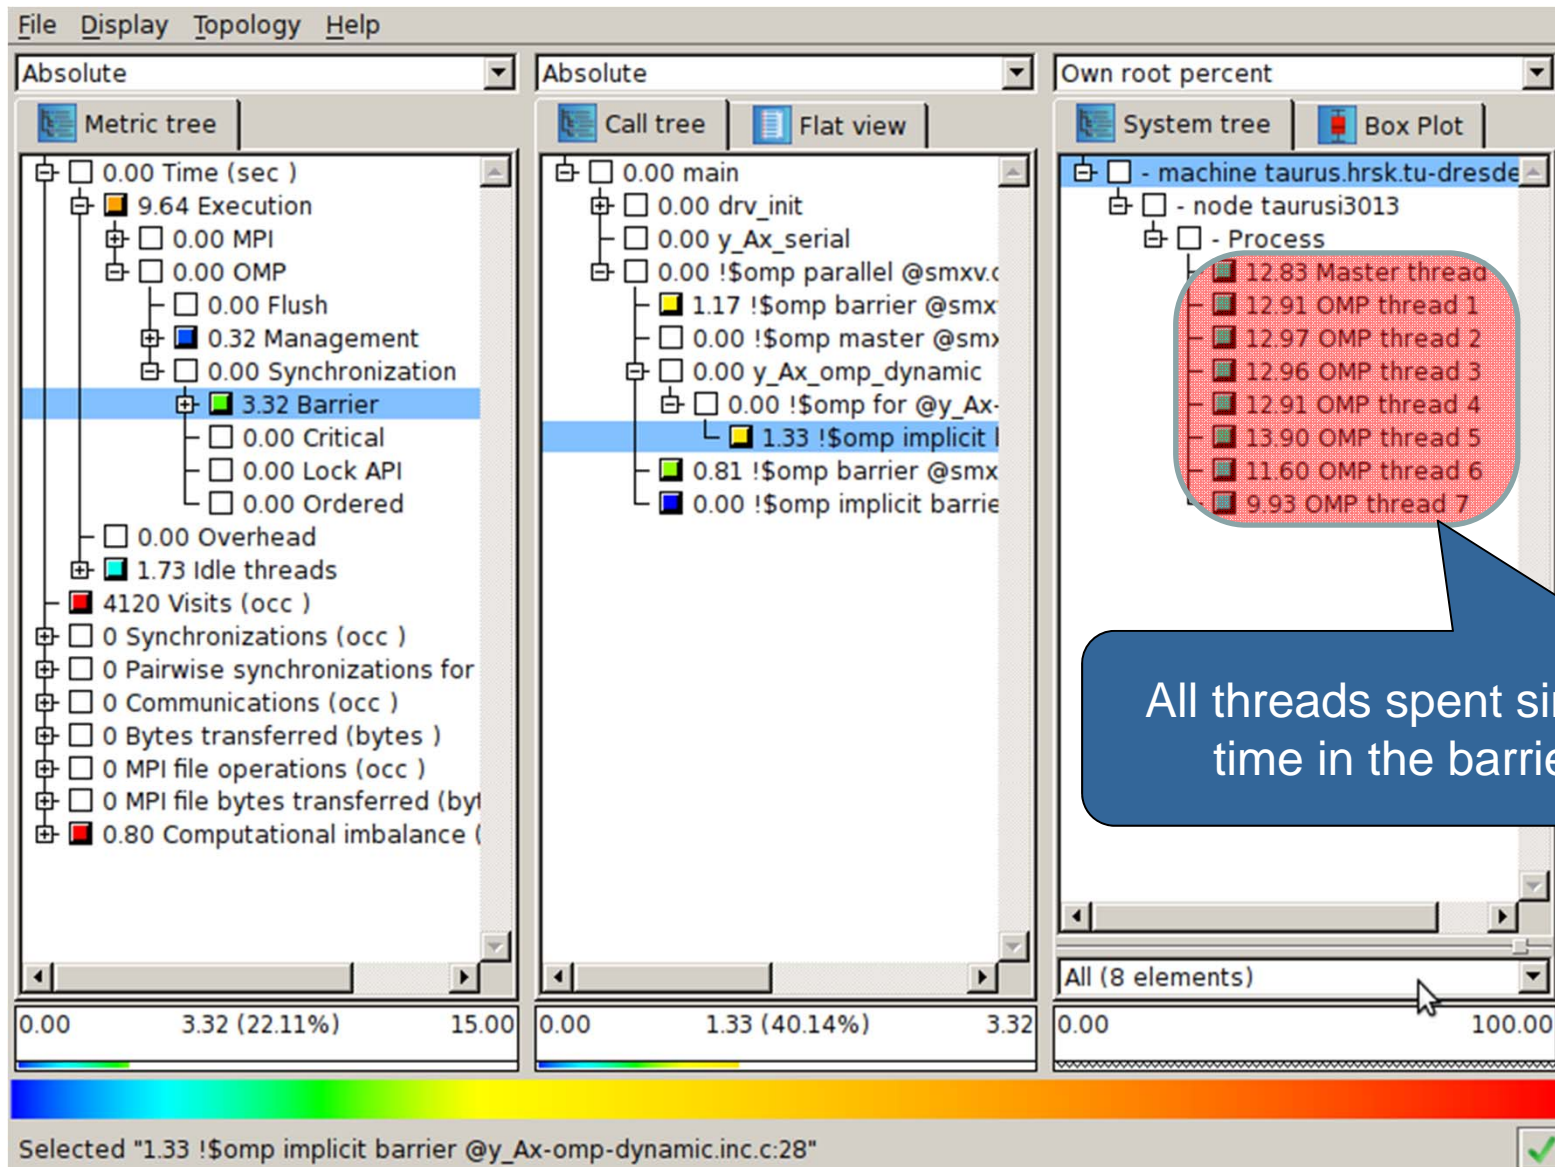 File Display Topology Help
Absolute
Metric tree
0.00 Time (sec )
9.64 Execution
0.00 MPI
0.00 OMP
0.00 Flush
0.32 Management
0.00 Synchronization
3.32 Barrier
0.00 Critical
0.00 Lock API
0.00 Ordered
0.00 Overhead
1.73 Idle threads
4120 Visits (occ )
0 Synchronizations (occ )
0 Pairwise synchronizations for
0 Communications (occ )
0 Bytes transferred (bytes )
0 MPI file operations (occ )
0 MPI file bytes transferred (byt
0.80 Computational imbalance (
0.00 3.32 (22.11%) 15.00
Absolute
Call tree Flat view
0.00 main
0.00 drv_init
0.00 y_Ax_serial
0.00 !$omp parallel @smxv.c
1.17 !$omp barrier @smx
0.00 !$omp master @smx
0.00 y_Ax_omp_dynamic
0.00 !$omp for @y_Ax-
1.33 !$omp implicit
0.81 !$omp barrier @smx
0.00 !$omp implicit barrie
0.00 1.33 (40.14%) 3.32
Own root percent
System tree Box Plot
- machine taurus.hrsk.tu-dresde
- node taurusi3013
- Process
12.83 Master thread
12.91 OMP thread 1
12.97 OMP thread 2
12.96 OMP thread 3
12.91 OMP thread 4
13.90 OMP thread 5
11.60 OMP thread 6
9.93 OMP thread 7
All threads spent si
time in the barrie
All (8 elements)
0.00 100.00
Selected "1.33 !$omp implicit barrier @y_Ax-omp-dynamic.inc.c:28"